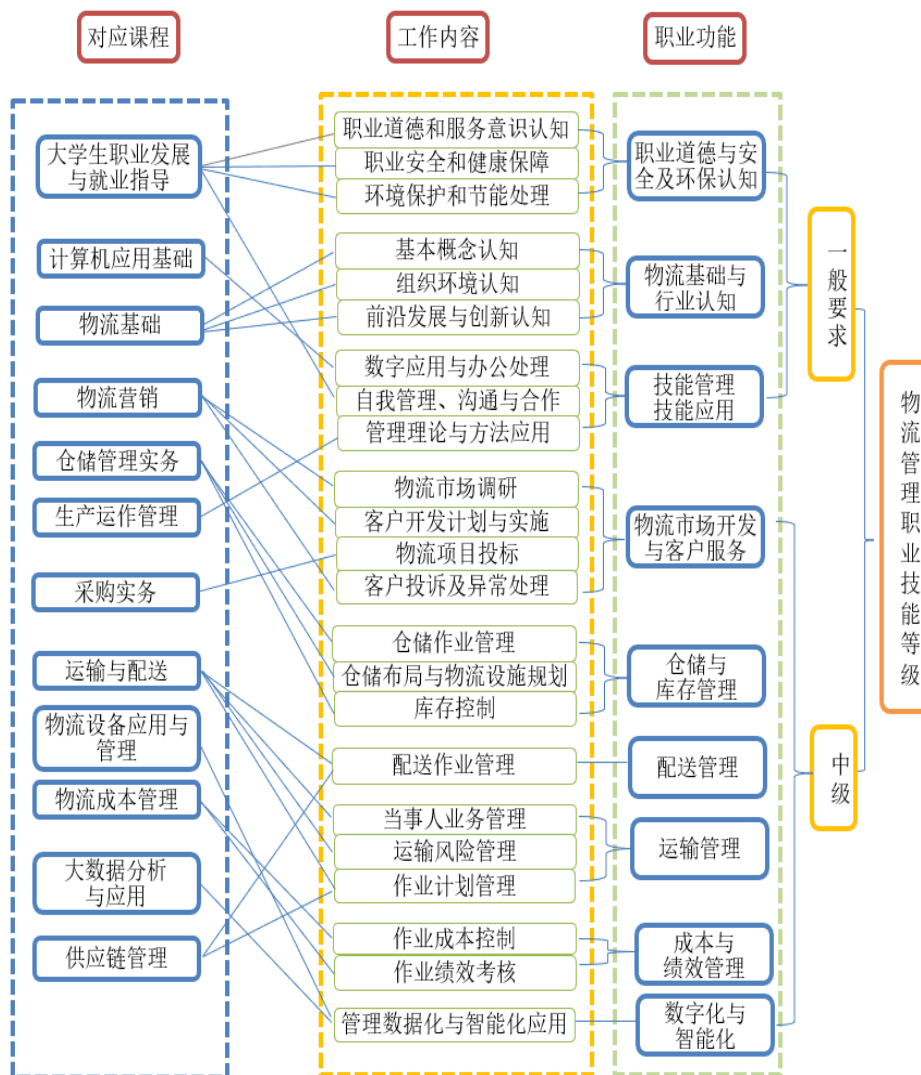 对应课程
工作内容
职业功能
大学生职业发展
与就业指导
计算机应用基础
物流基础
物流营销
仓储管理实务
生产运作管理
采购实务
运输与配送
物流设备应用与
管理
物流成本管理
大数据分析
与应用
供应链管理
职业道德和服务意识认知
职业安全和健康保障
环境保护和节能处理
基本概念认知
组织环境认知
前沿发展与创新认知
数字应用与办公处理
自我管理、沟通与合作
管理理论与方法应用
物流市场调研
客户开发计划与实施
物流项目投标
客户投诉及异常处理
仓储作业管理
仓储布局与物流设施规划
库存控制
配送作业管理
当事人业务管理
运输风险管理
作业计划管理
作业成本控制
作业绩效考核
管理数据化与智能化应用
职业道德与安
全及环保认知
物流基础与
行业认知
技能管理
技能应用
物流市场开发
与客户服务
仓储与
库存管理
配送管理
运输管理
成本与
绩效管理
数字化与
智能化
一般要求
中级
物流管理职业技能等级